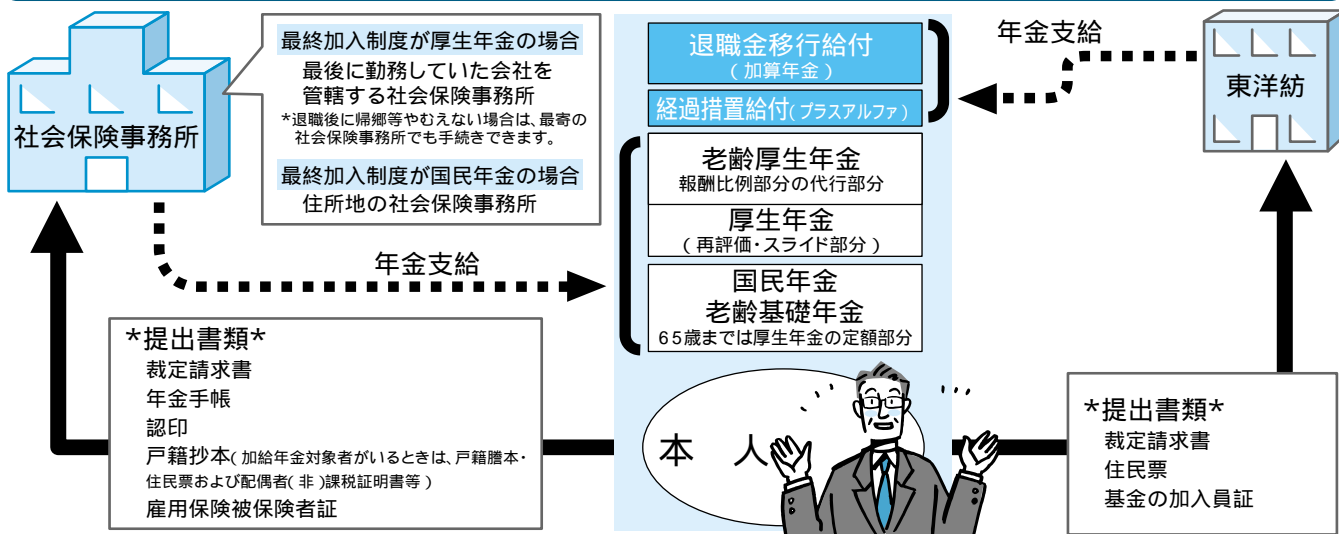 社会保険事務所
最終加入制度が厚生年金の場合
最後に勤務していた会社を
管轄する社会保険事務所
*退職後に帰郷等やむえない場合は、最寄の
社会保険事務所でも手続きできます。
最終加入制度が国民年金の場合
住所地の社会保険事務所
年金支給
退職金移行給付
(加算年金)
経過措置給付(プラスアルファ)
年金支給
東洋紡
老齢厚生年金
報酬比例部分の代行部分
厚生年金
(再評価・スライド部分)
国民年金
老齢基礎年金
65歳までは厚生年金の定額部分
*提出書類*
裁定請求書
年金手帳
認印
戸籍抄本(加給年金対象者がいるときは、戸籍謄本・
住民票および配偶者(非)課税証明書等)
雇用保険被保険者証
本人
*提出書類*
裁定請求書
住民票
基金の加入員証